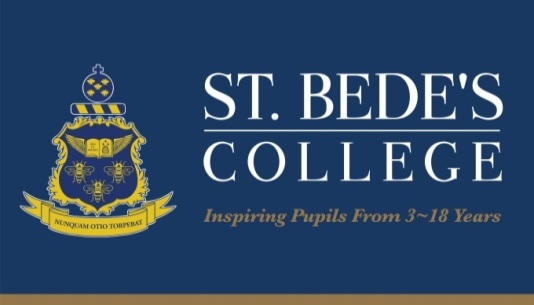 ST. BEDE'S
COLLEGE
Inspiring Pupils From 3~18 Years
NUNQUAM OTIO TORPEBAT